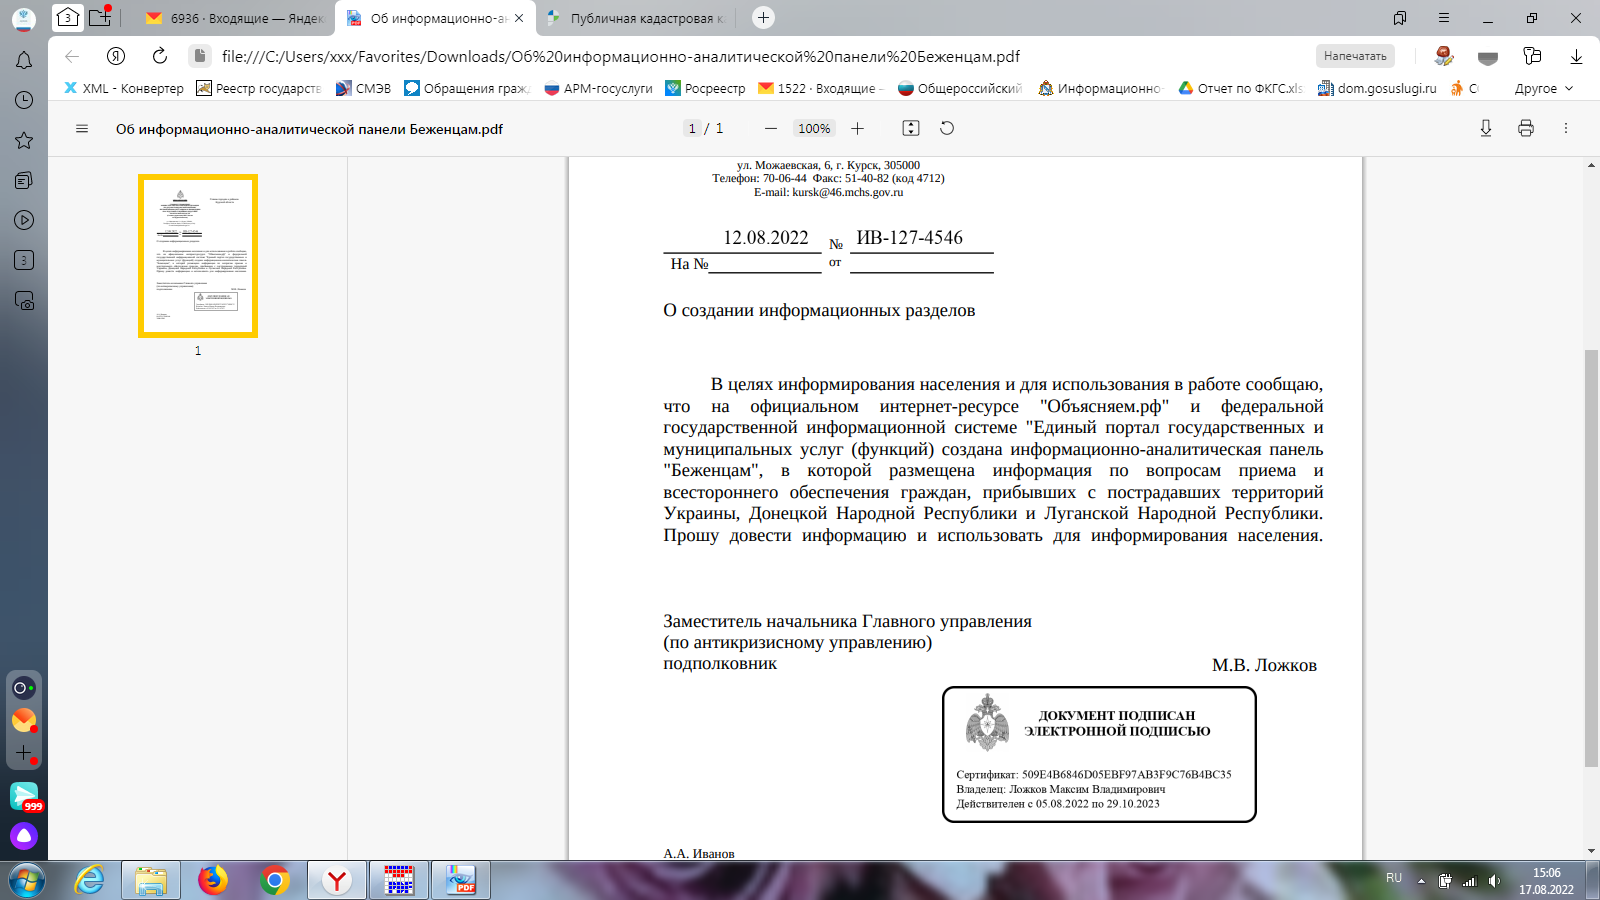 3
6936 · Входящие — Яндек
Об информационно-ан
Публичная кадастровая к
file:///C:/Users/xxx/Favorites/Downloads/Об%20информационно-аналитической%20панели%20Беженцам.pdf
Напечатать
XML - Конвертер
Реестр государств
СМЭВ
Обращения гражд
АРМ-госуслуги
Росреестр
1522 · Входящие –
Общероссийский
Информационно-
Отчет по ФКГС.xls
dom.gosuslugi.ru
Другое
Об информационно-аналитической панели Беженцам.pdf
1 / 1
100%
1
ул. Можаевская, 6, г. Курск, 305000
Телефон: 70-06-44 Факс: 51-40-82 (код 4712)
E-mail: kursk@46.mchs.gov.ru
12.08.2022 № ИВ-127-4546
На № от
О создании информационных разделов
В целях информирования населения и для использования в работе сообщаю,
что на официальном интернет-ресурсе "Объясняем.рф" и федеральной
государственной информационной системе "Единый портал государственных и
муниципальных услуг (функций) создана информационно-аналитическая панель
"Беженцам", в которой размещена информация по вопросам приема и
всестороннего обеспечения граждан, прибывших с пострадавших территорий
Украины, Донецкой Народной Республики и Луганской Народной Республики.
Прошу довести информацию и использовать для информирования населения.
Заместитель начальника Главного управления
(по антикризисному управлению)
подполковник
М.В. Ложков
ДОКУМЕНТ ПОДПИСАН
ЭЛЕКТРОННОЙ ПОДПИСЬЮ
Сертификат: 509E4B6846D05EBF97AB3F9C76B4BC35
Владелец: Ложков Максим Владимирович
Действителен с 05.08.2022 по 29.10.2023
А.А. Иванов
3
999
RU
15:06
17.08.2022